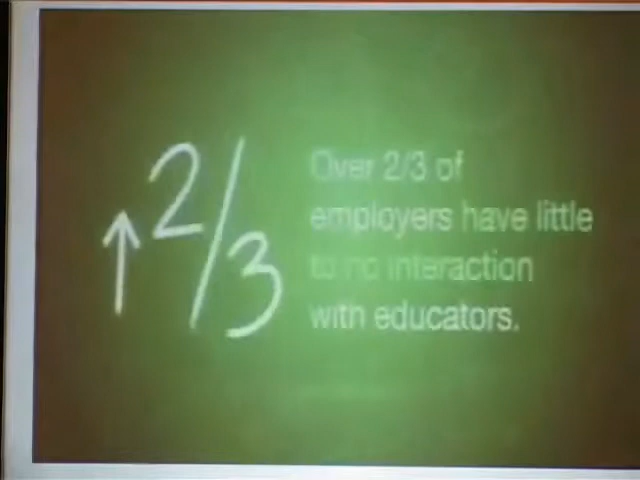 ↑2/3
Over 2/3 of
employers have little
to no interaction
with educators.